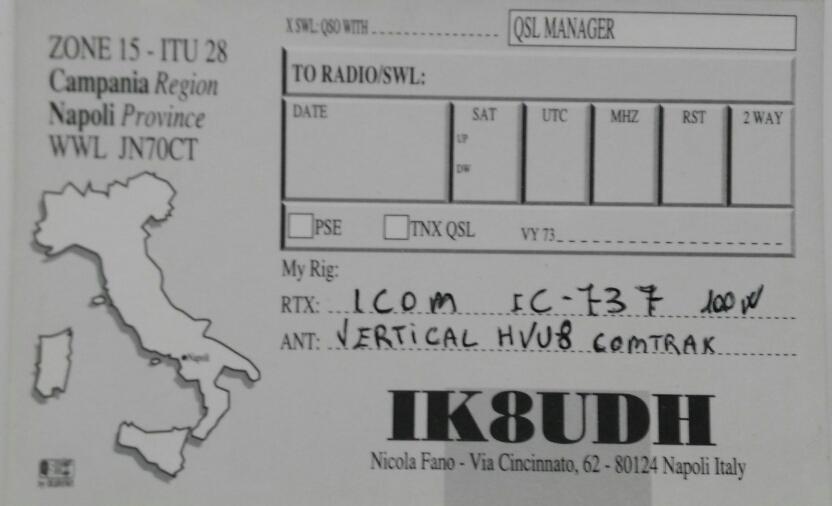 ZONE 15 - ITU 28
Campania Region
Napoli Province
WWL JN70CT
Napoli
X SWL: QSO WITH
QSL MANAGER
TO RADIO/SWL:
DATE SAT UTC MHZ RST 2 WAY
UP
DW
PSE TNX QSL VY 73
My Rig:
RTX: ICOM IC-737 100W
ANT: VERTICAL HVU8 COMTRAK
IK8UDH
Nicola Fano - Via Cincinnato, 62 - 80124 Napoli Italy